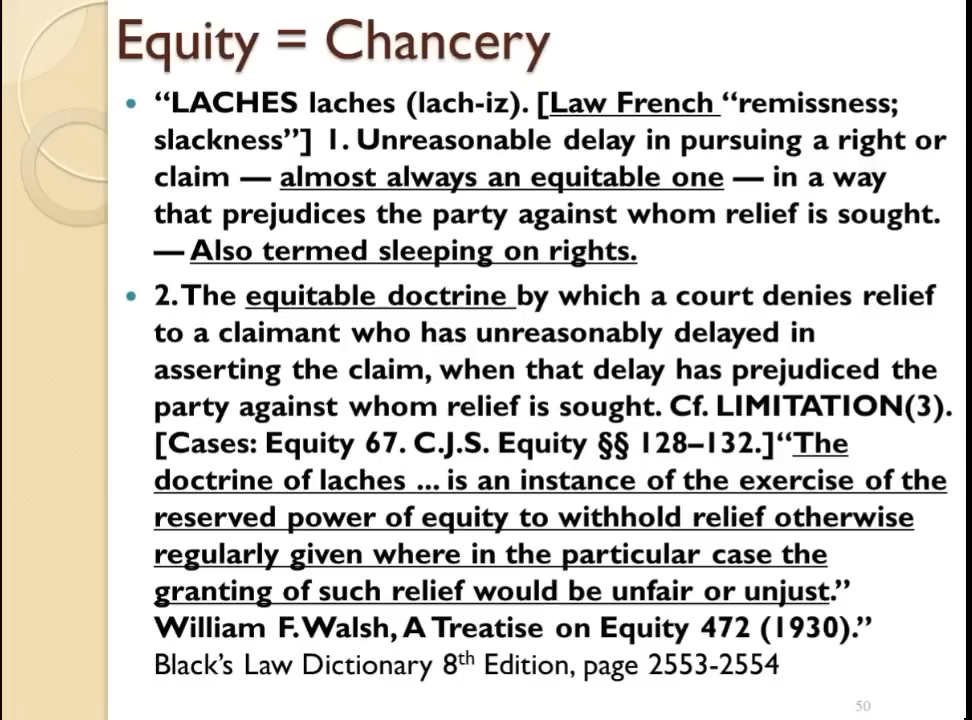 Equity = Chancery
• “LACHES laches (lach-iz). [Law French “remissness;
slackness”] 1. Unreasonable delay in pursuing a right or
claim — almost always an equitable one — in a way
that prejudices the party against whom relief is sought.
— Also termed sleeping on rights.
• 2. The equitable doctrine by which a court denies relief
to a claimant who has unreasonably delayed in
asserting the claim, when that delay has prejudiced the
party against whom relief is sought. Cf. LIMITATION(3).
[Cases: Equity 67. C.J.S. Equity §§ 128–132.]“The
doctrine of laches ... is an instance of the exercise of the
reserved power of equity to withhold relief otherwise
regularly given where in the particular case the
granting of such relief would be unfair or unjust.”
William F. Walsh, A Treatise on Equity 472 (1930).”
Black’s Law Dictionary 8th Edition, page 2553-2554
50